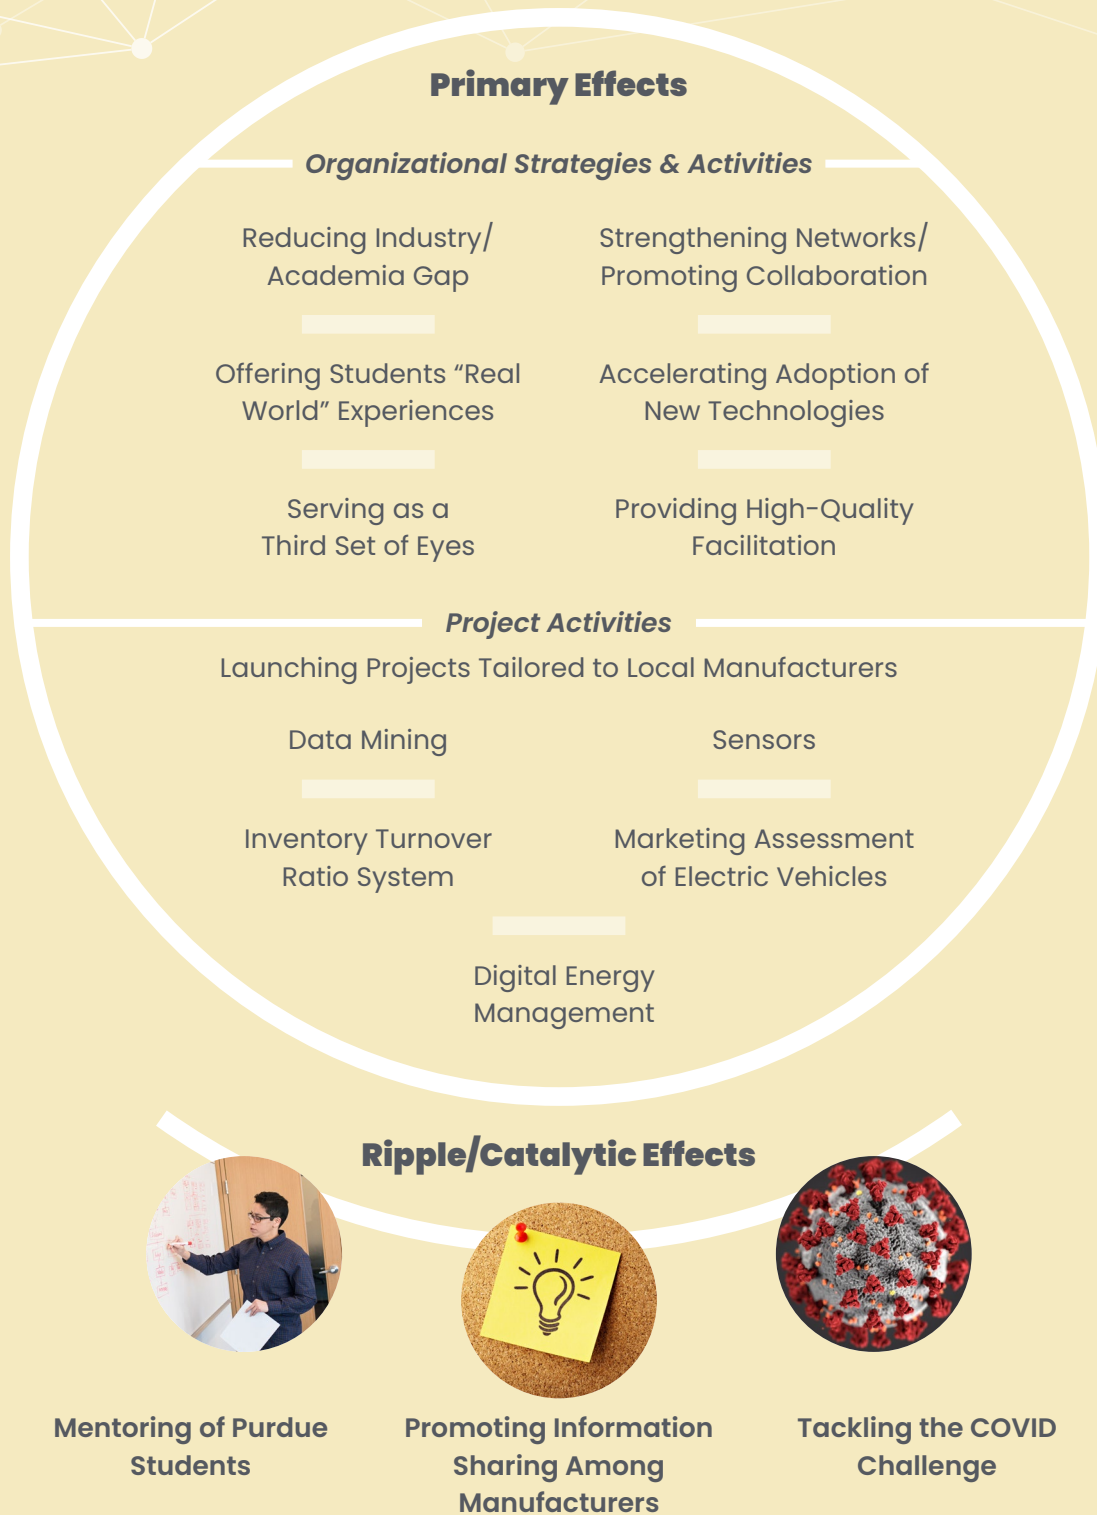 Primary Effects
Organizational Strategies & Activities
Reducing Industry/
Academia Gap
Strengthening Networks/
Promoting Collaboration
Offering Students “Real
World” Experiences
Accelerating Adoption of
New Technologies
Serving as a
Third Set of Eyes
Providing High-Quality
Facilitation
Project Activities
Launching Projects Tailored to Local Manufacturers
Data Mining
Sensors
Inventory Turnover
Ratio System
Marketing Assessment
of Electric Vehicles
Digital Energy
Management
Ripple/Catalytic Effects
Mentoring of Purdue
Students
Promoting Information
Sharing Among
Manufacturers
Tackling the COVID
Challenge